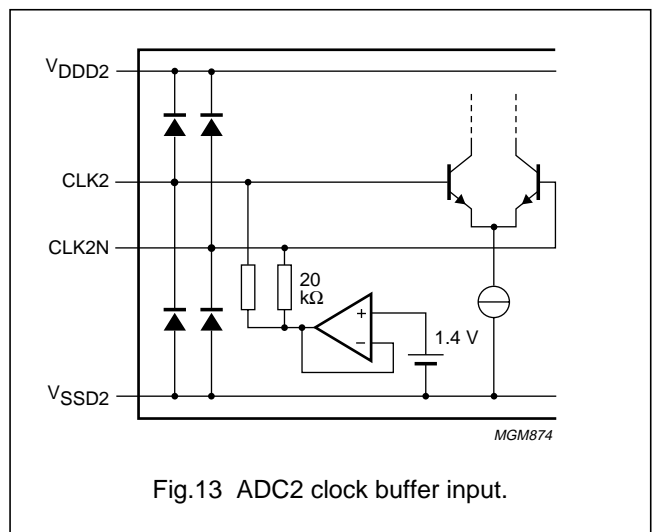 VDDD2
CLK2
CLK2N
20
kΩ
+
−
1.4 V
VSSD2
MGM874
Fig.13 ADC2 clock buffer input.